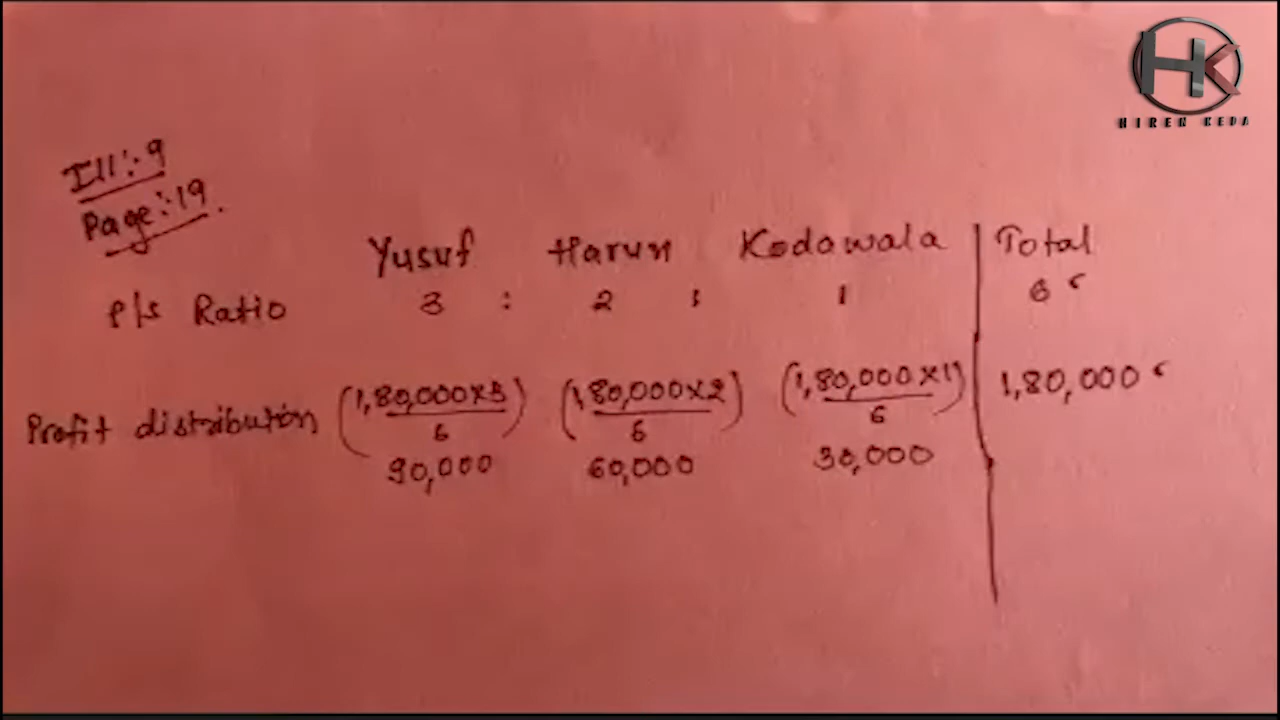 HK
HIREN KEDA
Ill:-9
Page:-19.
Yusuf Harun Kodawala Total
P/s Ratio 3 : 2 : 1 6
Profit distribution (1,80,000×3/6) (1,80,000×2/6) (1,80,000×1/6) 1,80,000
90,000 60,000 30,000